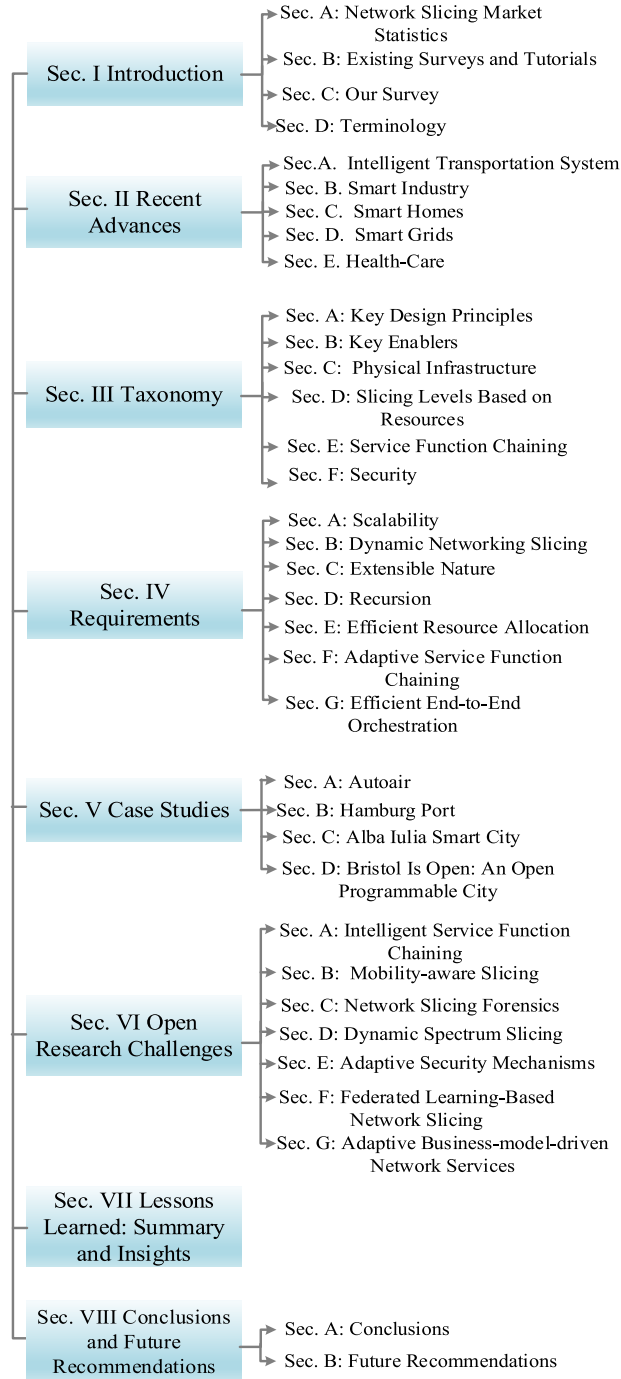 Sec. I Introduction
Sec. A: Network Slicing Market
Statistics
Sec. B: Existing Surveys and Tutorials
Sec. C: Our Survey
Sec. D: Terminology
Sec. II Recent
Advances
Sec.A. Intelligent Transportation System
Sec. B. Smart Industry
Sec. C. Smart Homes
Sec. D. Smart Grids
Sec. E. Health-Care
Sec. III Taxonomy
Sec. A: Key Design Principles
Sec. B: Key Enablers
Sec. C: Physical Infrastructure
Sec. D: Slicing Levels Based on
Resources
Sec. E: Service Function Chaining
Sec. F: Security
Sec. IV
Requirements
Sec. A: Scalability
Sec. B: Dynamic Networking Slicing
Sec. C: Extensible Nature
Sec. D: Recursion
Sec. E: Efficient Resource Allocation
Sec. F: Adaptive Service Function
Chaining
Sec. G: Efficient End-to-End
Orchestration
Sec. V Case Studies
Sec. A: Autoair
Sec. B: Hamburg Port
Sec. C: Alba Iulia Smart City
Sec. D: Bristol Is Open: An Open
Programmable City
Sec. VI Open
Research Challenges
Sec. A: Intelligent Service Function
Chaining
Sec. B: Mobility-aware Slicing
Sec. C: Network Slicing Forensics
Sec. D: Dynamic Spectrum Slicing
Sec. E: Adaptive Security Mechanisms
Sec. F: Federated Learning-Based
Network Slicing
Sec. G: Adaptive Business-model-driven
Network Services
Sec. VII Lessons
Learned: Summary
and Insights
Sec. VIII Conclusions
and Future
Recommendations
Sec. A: Conclusions
Sec. B: Future Recommendations